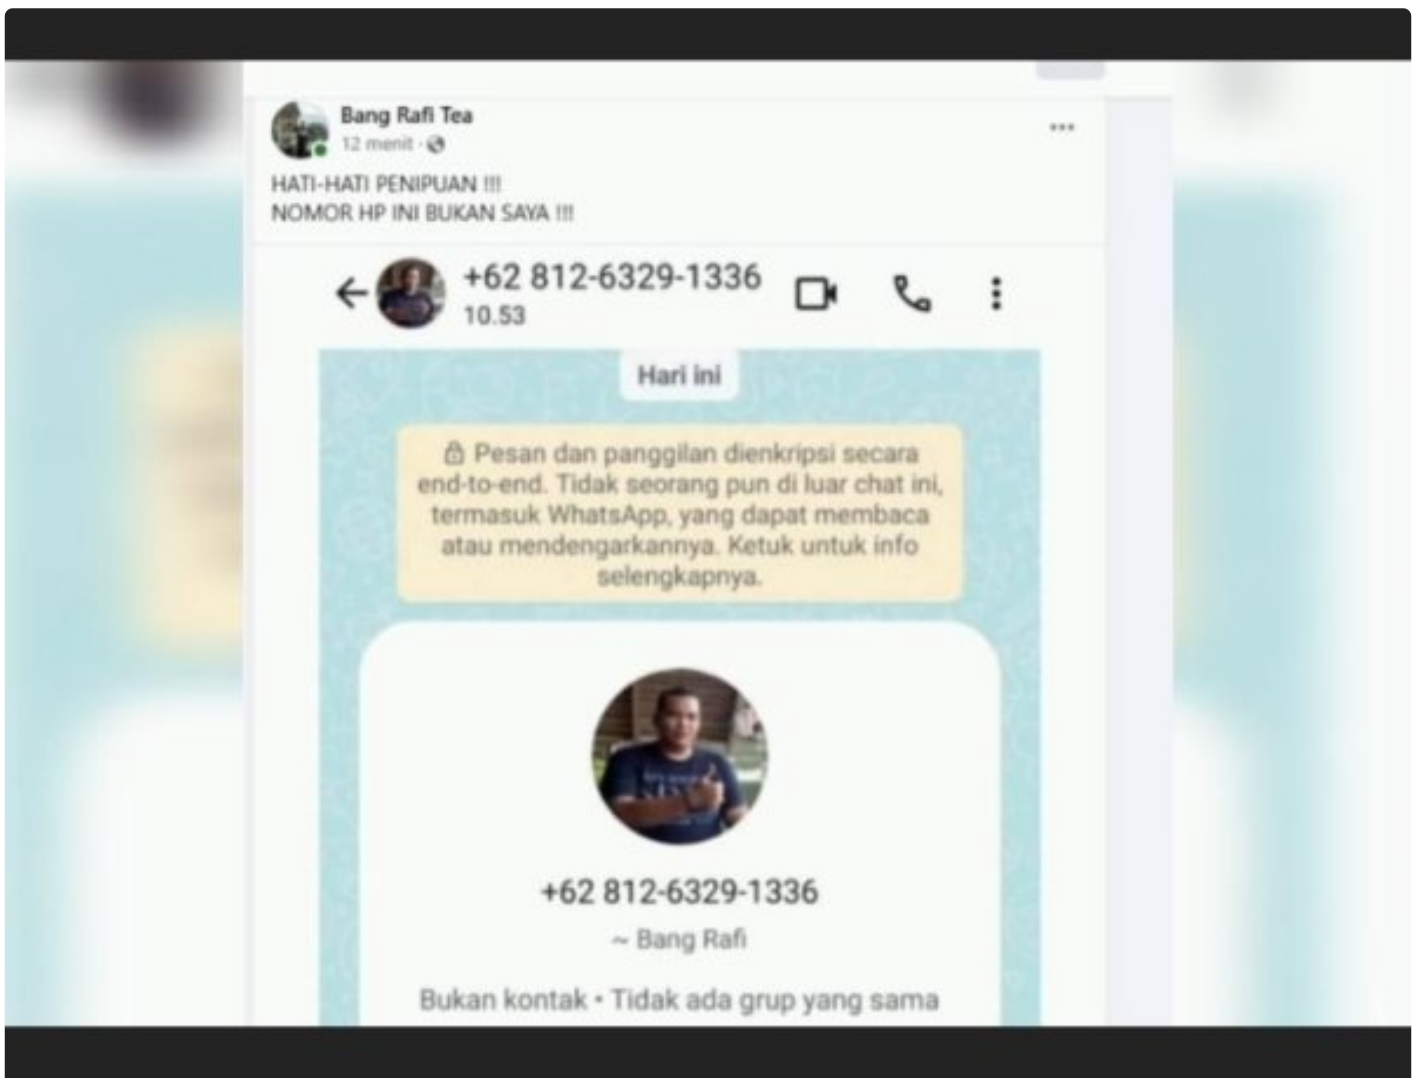 Bang Rafi Tea
12 menit ·
HATI-HATI PENIPUAN !!!
NOMOR HP INI BUKAN SAYA !!!
+62 812-6329-1336
10.53
Hari ini
Pesan dan panggilan dienkripsi secara
end-to-end. Tidak seorang pun di luar chat ini,
termasuk WhatsApp, yang dapat membaca
atau mendengarkannya. Ketuk untuk info
selengkapnya.
+62 812-6329-1336
~ Bang Rafi
Bukan kontak • Tidak ada grup yang sama